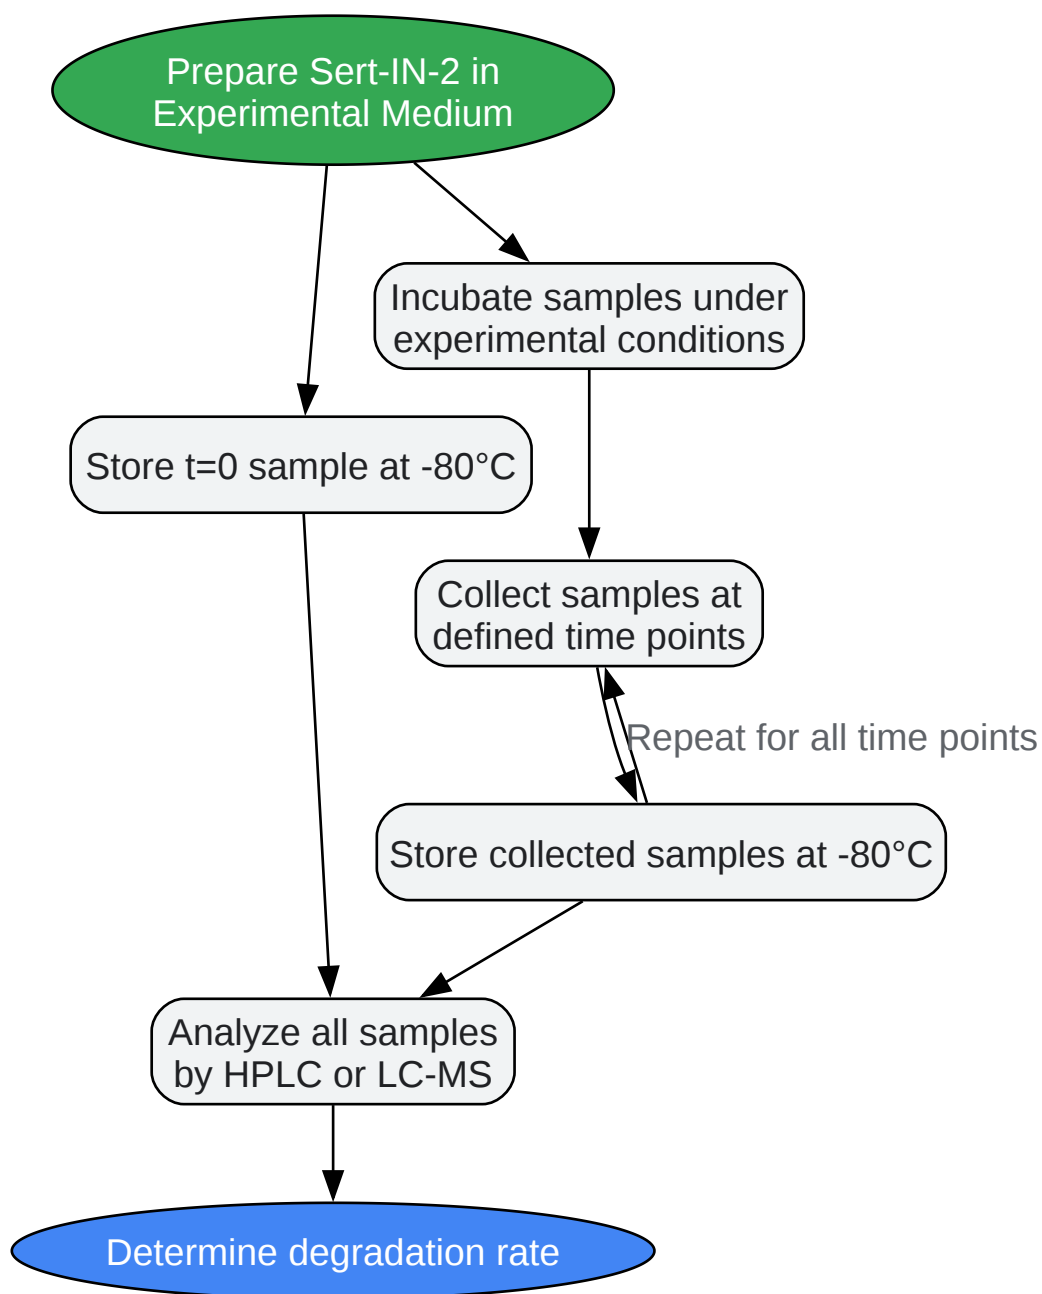 Prepare Sert-IN-2 in
Experimental Medium
Incubate samples under
experimental conditions
Store t=0 sample at -80°C
Collect samples at
defined time points
Repeat for all time points
Store collected samples at -80°C
Analyze all samples
by HPLC or LC-MS
Determine degradation rate